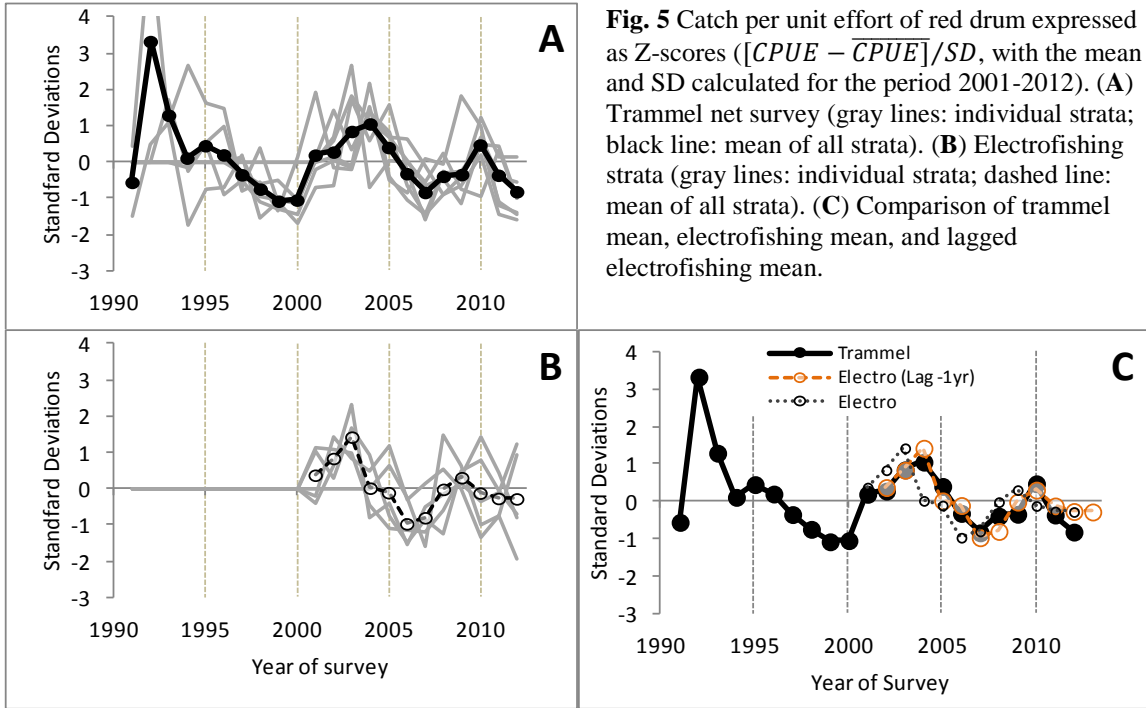 A
Standfard Deviations
4
3
2
1
0
-1
-2
-3
1990 1995 2000 2005 2010
Fig. 5 Catch per unit effort of red drum expressed
as Z-scores ([CPUE − CPUE]/SD, with the mean
and SD calculated for the period 2001-2012). (A)
Trammel net survey (gray lines: individual strata;
black line: mean of all strata). (B) Electrofishing
strata (gray lines: individual strata; dashed line:
mean of all strata). (C) Comparison of trammel
mean, electrofishing mean, and lagged
electrofishing mean.
B
Standfard Deviations
4
3
2
1
0
-1
-2
-3
1990 1995 2000 2005 2010
Year of survey
C
Trammel
Electro (Lag -1yr)
Electro
Standard Deviations
4
3
2
1
0
-1
-2
-3
1990 1995 2000 2005 2010
Year of Survey